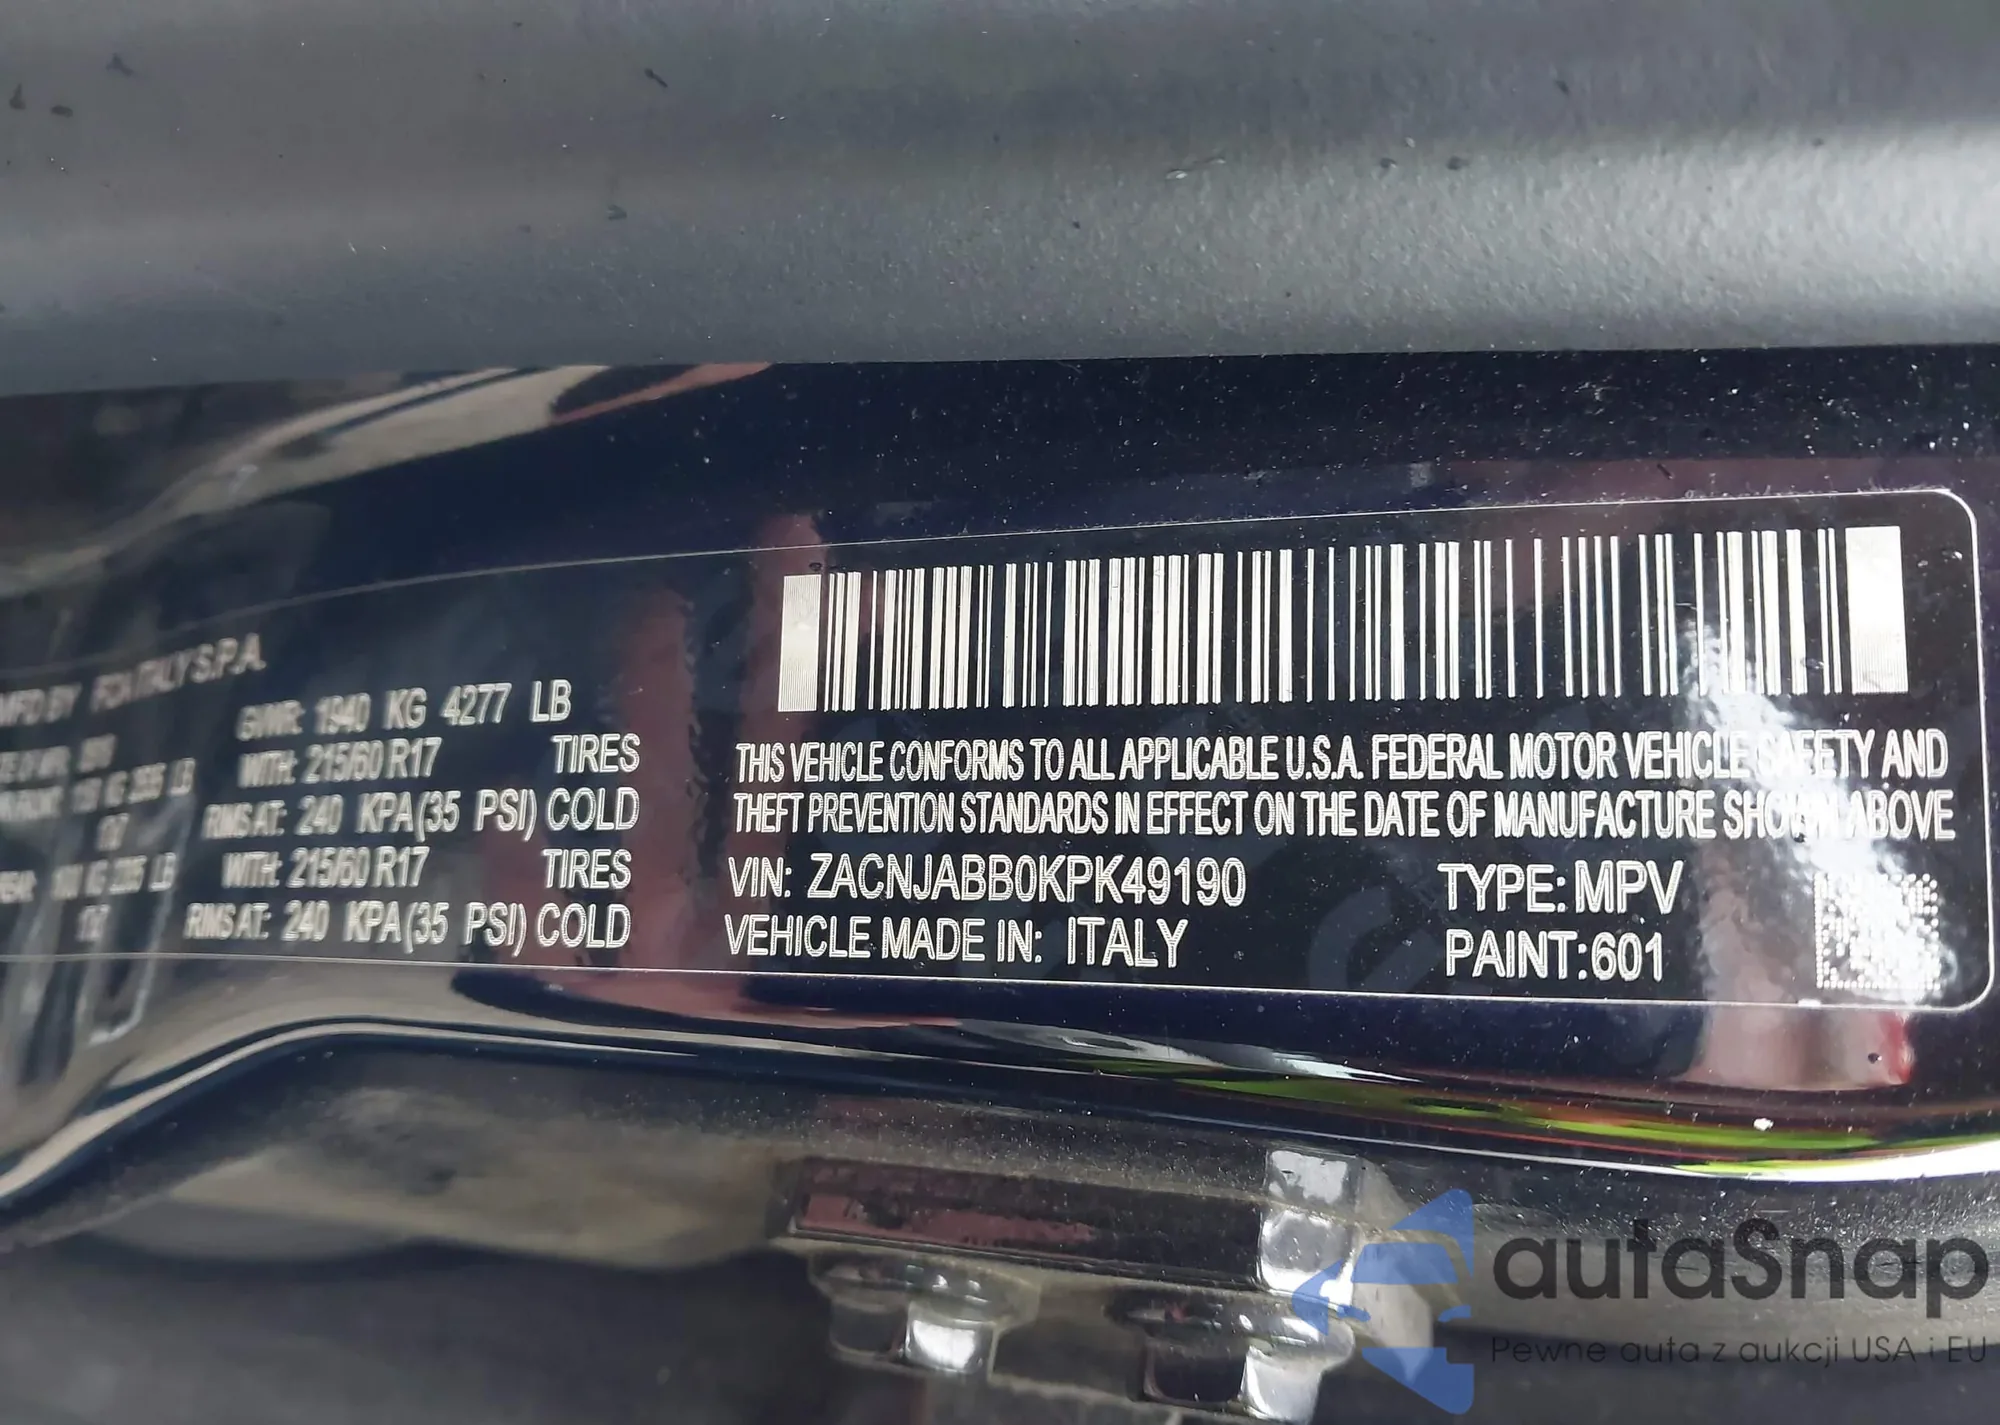 MFD BY FCA ITALY S.P.A.
GVWR: 1940 KG 4277 LB
WITH: 215/60 R17 TIRES
RIMS AT: 240 KPA(35 PSI) COLD
WITH: 215/60 R17 TIRES
RIMS AT: 240 KPA(35 PSI) COLD
THIS VEHICLE CONFORMS TO ALL APPLICABLE U.S.A. FEDERAL MOTOR VEHICLE SAFETY AND
THEFT PREVENTION STANDARDS IN EFFECT ON THE DATE OF MANUFACTURE SHOWN ABOVE
VIN: ZACNJABB0KPK49190 TYPE: MPV
VEHICLE MADE IN: ITALY PAINT:601
autaSnap
Pewne auta z aukcji USA i EU